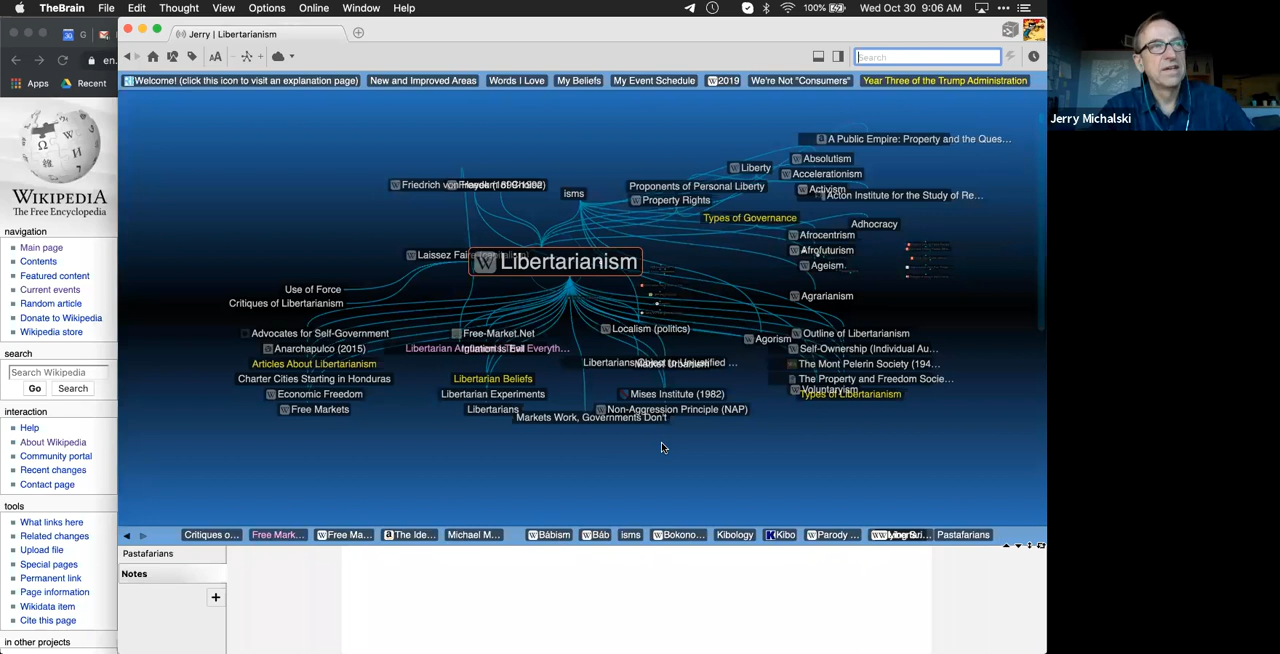 TheBrain File Edit Thought View Options Online Window Help 100% Wed Oct 30 9:06 AM
Jerry | Libertarianism
en.
Apps Recent
Search
Welcome! (click this icon to visit an explanation page) New and Improved Areas Words I Love My Beliefs My Event Schedule 2019 We're Not "Consumers" Year Three of the Trump Administration
WIKIPEDIA
The Free Encyclopedia
navigation
Main page
Contents
Featured content
Current events
Random article
Donate to Wikipedia
Wikipedia store
search
Search Wikipedia
Go Search
interaction
Help
About Wikipedia
Community portal
Recent changes
Contact page
tools
What links here
Related changes
Upload file
Special pages
Permanent link
Page information
Wikidata item
Cite this page
in other projects
Jerry Michalski
A Public Empire: Property and the Ques...
Absolutism
Liberty
Accelerationism
Friedrich von
isms
Proponents of Personal Liberty
Activism
Acton Institute for the Study of Re...
Property Rights
Types of Governance
Adhocracy
Afrocentrism
Afrofuturism
Laissez
Libertarianism
Ageism
Use of Force
Agrarianism
Critiques of Libertarianism
Localism (politics)
Advocates for Self-Government
Free-Market.Net
Agorism
Outline of Libertarianism
Anarchapulco (2015)
Libertarian
Self-Ownership (Individual Au...
Articles About Libertarianism
The Mont Pelerin Society (194...
Charter Cities Starting in Honduras
Libertarian Beliefs
The Property and Freedom Socie...
Economic Freedom
Libertarian Experiments
Mises Institute (1982)
Types of Libertarianism
Free Markets
Libertarians
Non-Aggression Principle (NAP)
Markets Work, Governments Don't
Critiques o... Free Mark... Free Ma... The Ide... Michael M... Bábism Báb isms Bokono... Kibology Kibo Parody ... Pastafarians
Pastafarians
Notes